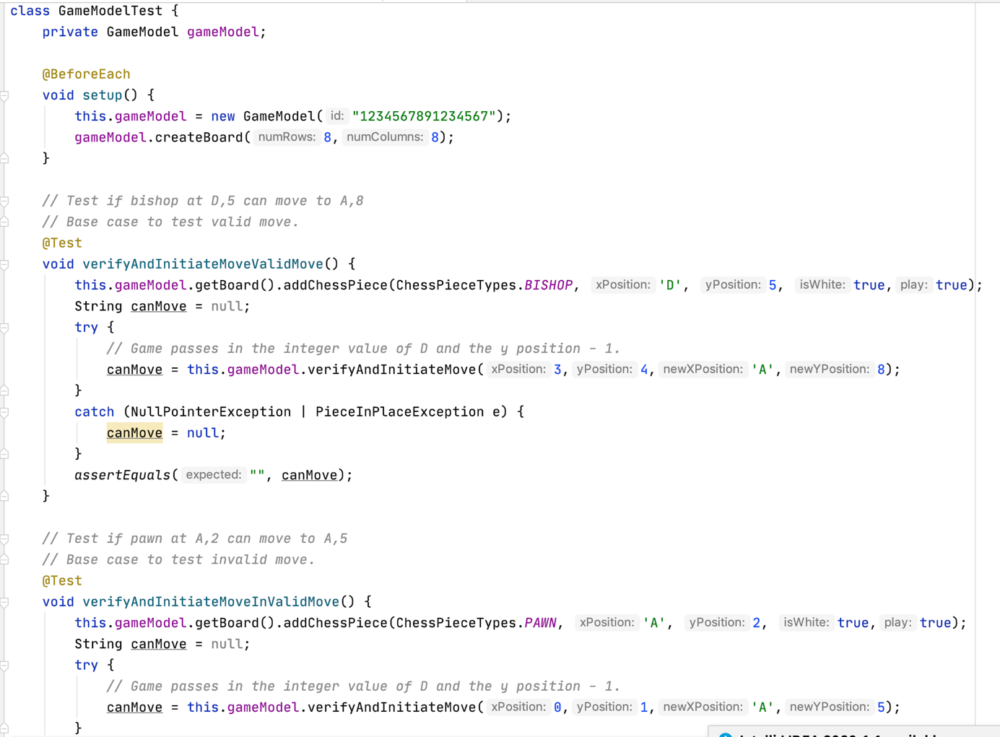 class GameModelTest {
private GameModel gameModel;
@BeforeEach
void setup() {
this.gameModel = new GameModel( id: "1234567891234567");
gameModel.createBoard( numRows: 8, numColumns: 8);
}
// Test if bishop at D,5 can move to A,8
// Base case to test valid move.
@Test
void verifyAndInitiateMoveValidMove() {
this.gameModel.getBoard().addChessPiece(ChessPieceTypes.BISHOP, xPosition: 'D', yPosition: 5, isWhite: true, play: true);
String canMove = null;
try {
// Game passes in the integer value of D and the y position - 1.
canMove = this.gameModel.verifyAndInitiateMove( xPosition: 3, yPosition: 4, newXPosition: 'A', newYPosition: 8);
}
catch (NullPointerException | PieceInPlaceException e) {
canMove = null;
}
assertEquals( expected: "", canMove);
}
// Test if pawn at A,2 can move to A,5
// Base case to test invalid move.
@Test
void verifyAndInitiateMoveInValidMove() {
this.gameModel.getBoard().addChessPiece(ChessPieceTypes.PAWN, xPosition: 'A', yPosition: 2, isWhite: true, play: true);
String canMove = null;
try {
// Game passes in the integer value of D and the y position - 1.
canMove = this.gameModel.verifyAndInitiateMove( xPosition: 0, yPosition: 1, newXPosition: 'A', newYPosition: 5);
}